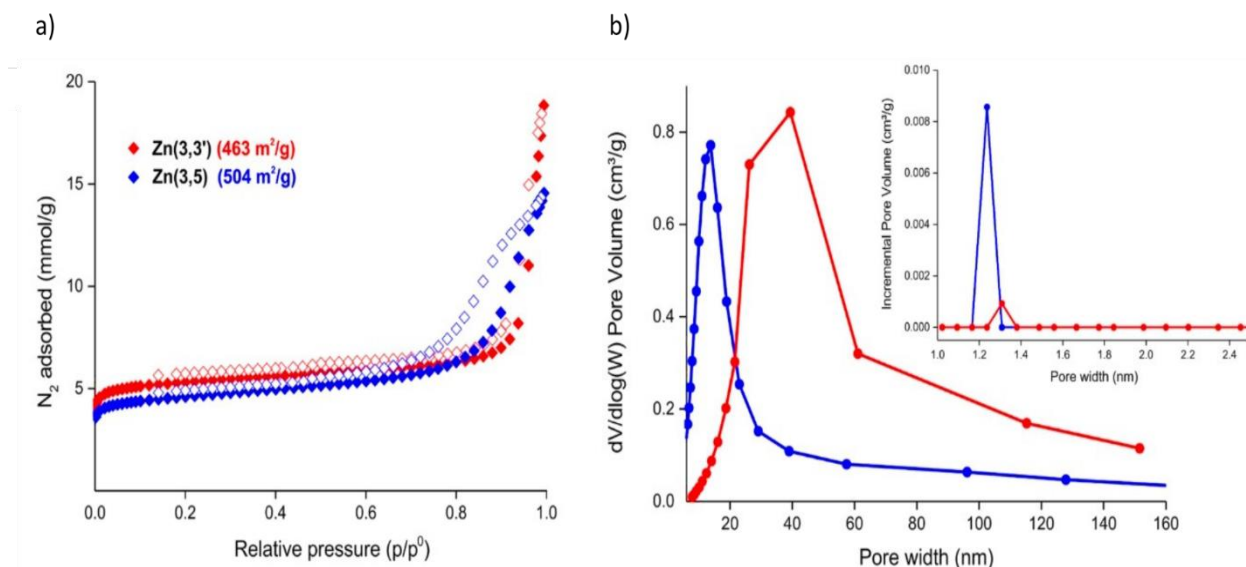 a)
b)
N₂ adsorbed (mmol/g)
20
15
10
5
0.0 0.2 0.4 0.6 0.8 1.0
Relative pressure (p/p⁰)
Zn(3,3') (463 m²/g)
Zn(3,5) (504 m²/g)
dV/dlog(W) Pore Volume (cm³/g)
0.8
0.6
0.4
0.2
0.0
20 40 60 80 100 120 140 160
Pore width (nm)
Incremental Pore Volume (cm³/g)
0.010
0.008
0.006
0.004
0.002
0.000
1.0 1.2 1.4 1.6 1.8 2.0 2.2 2.4
Pore width (nm)